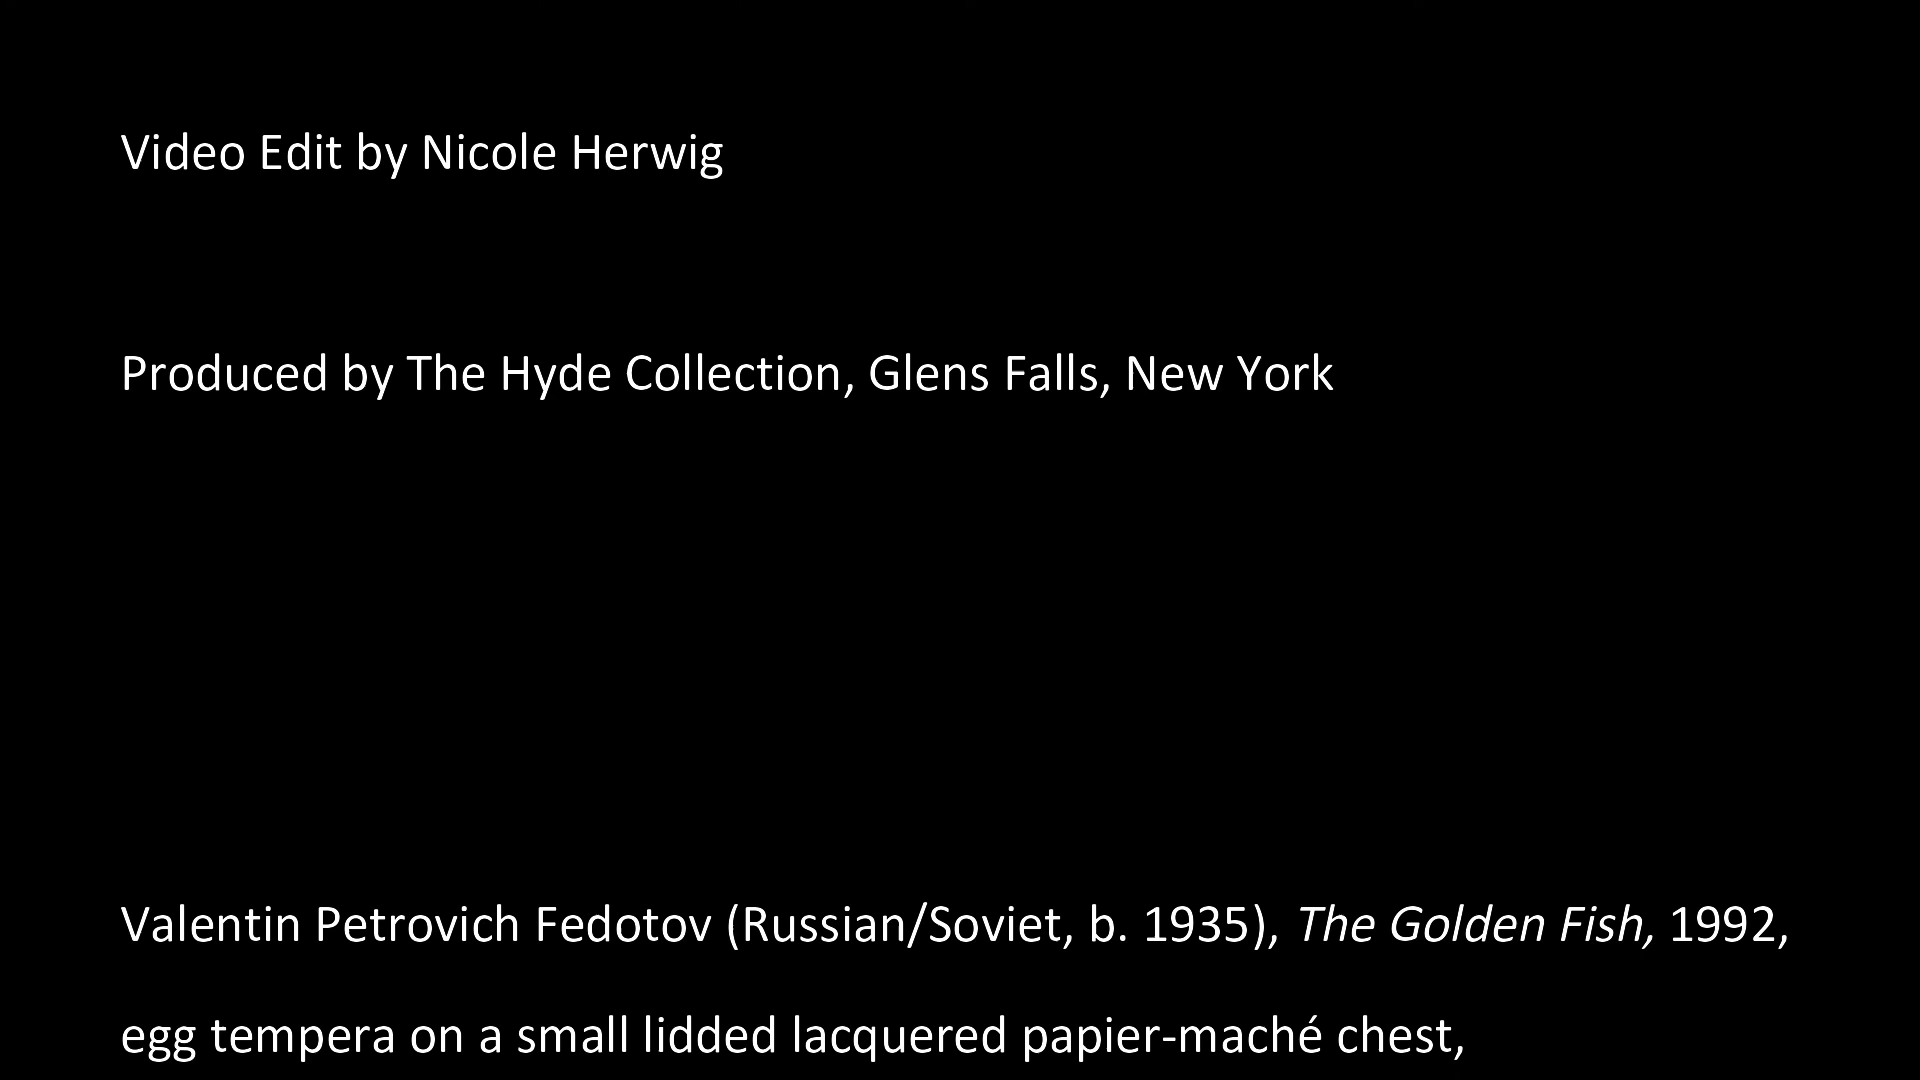 Video Edit by Nicole Herwig
Produced by The Hyde Collection, Glens Falls, New York
Valentin Petrovich Fedotov (Russian/Soviet, b. 1935), The Golden Fish, 1992,
egg tempera on a small lidded lacquered papier-maché chest,